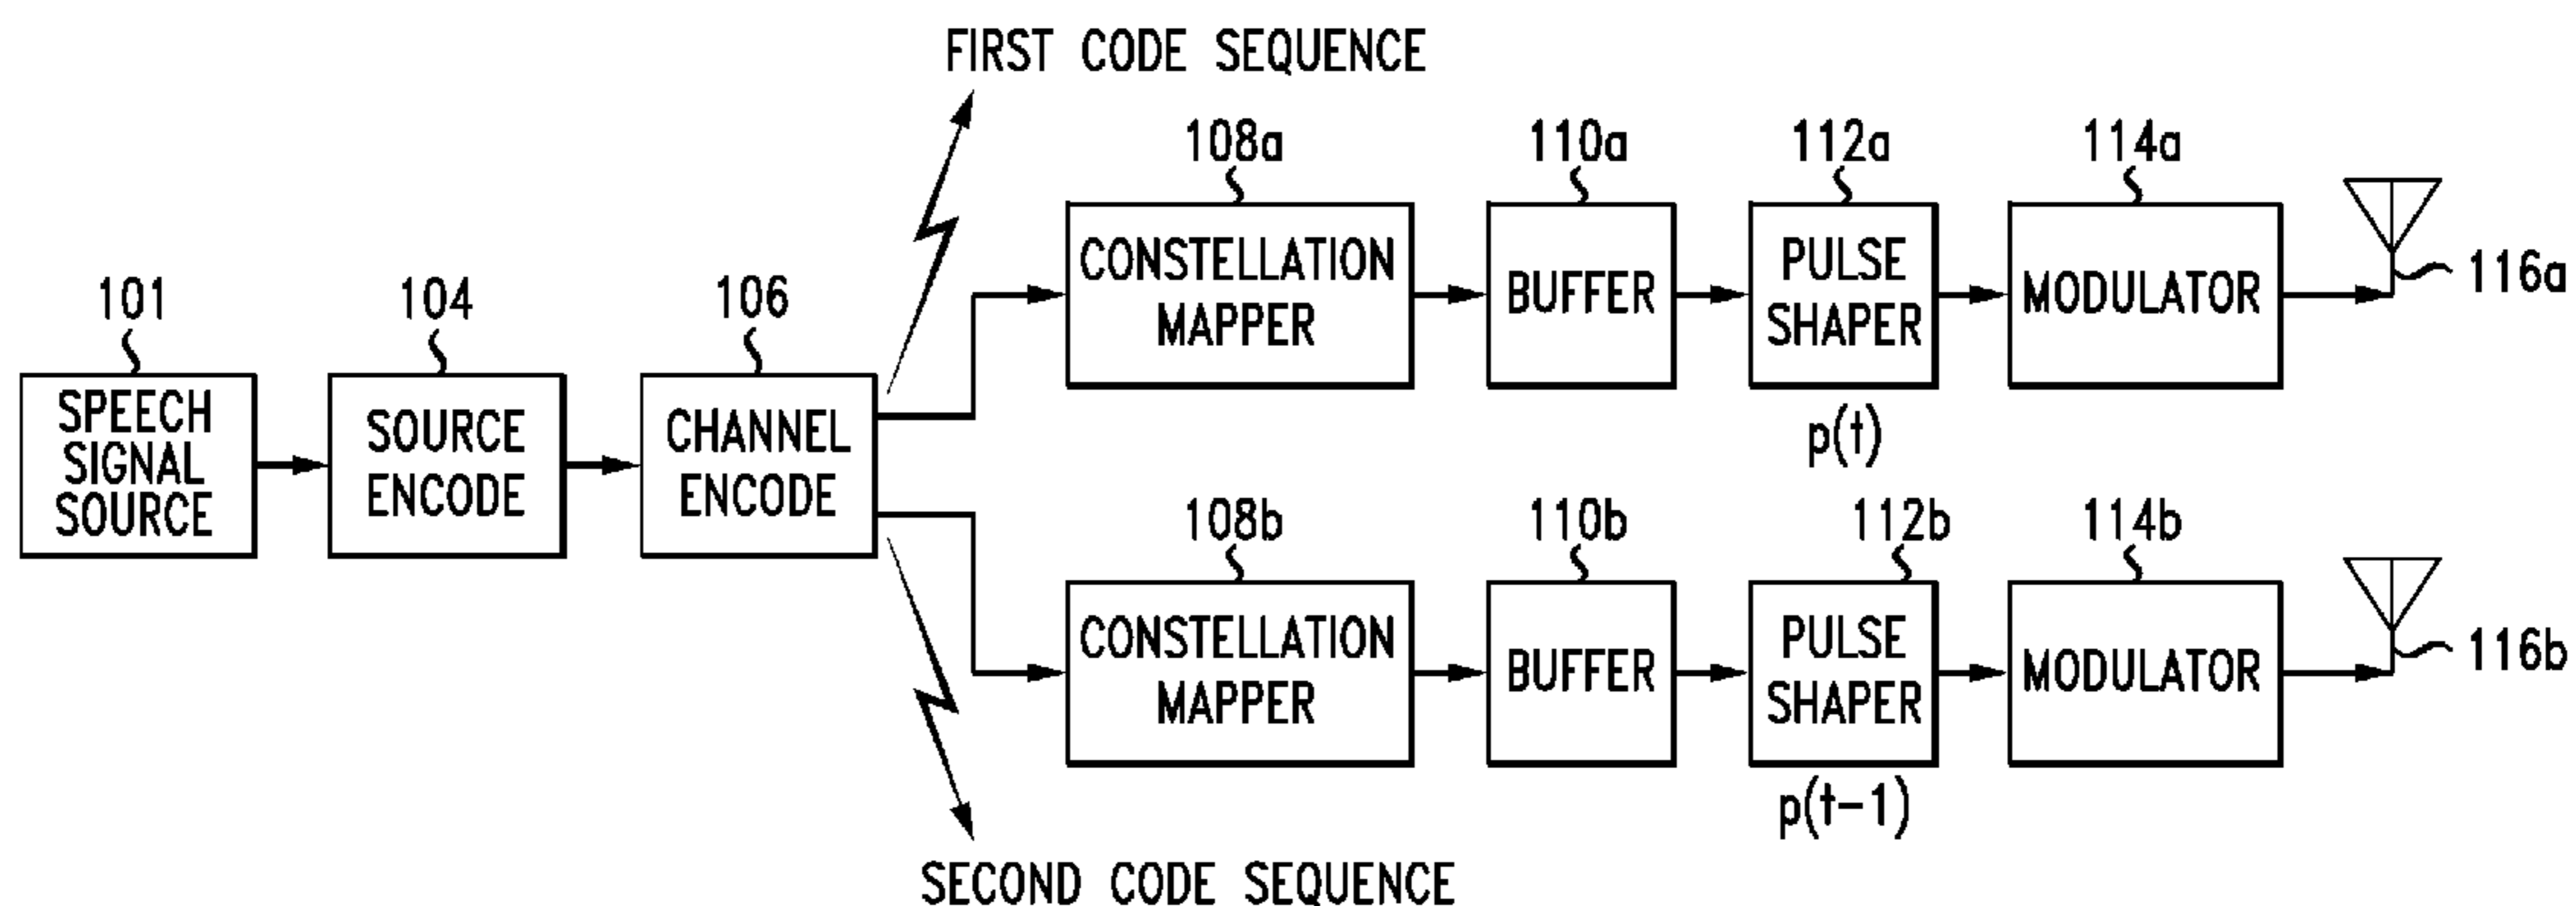 FIRST CODE SEQUENCE
108a
110a
112a
114a
CONSTELLATION
MAPPER
BUFFER
PULSE
SHAPER
MODULATOR
116a
p(t)
101
104
106
SPEECH
SIGNAL
SOURCE
SOURCE
ENCODE
CHANNEL
ENCODE
108b
110b
112b
114b
CONSTELLATION
MAPPER
BUFFER
PULSE
SHAPER
MODULATOR
116b
p(t-1)
SECOND CODE SEQUENCE